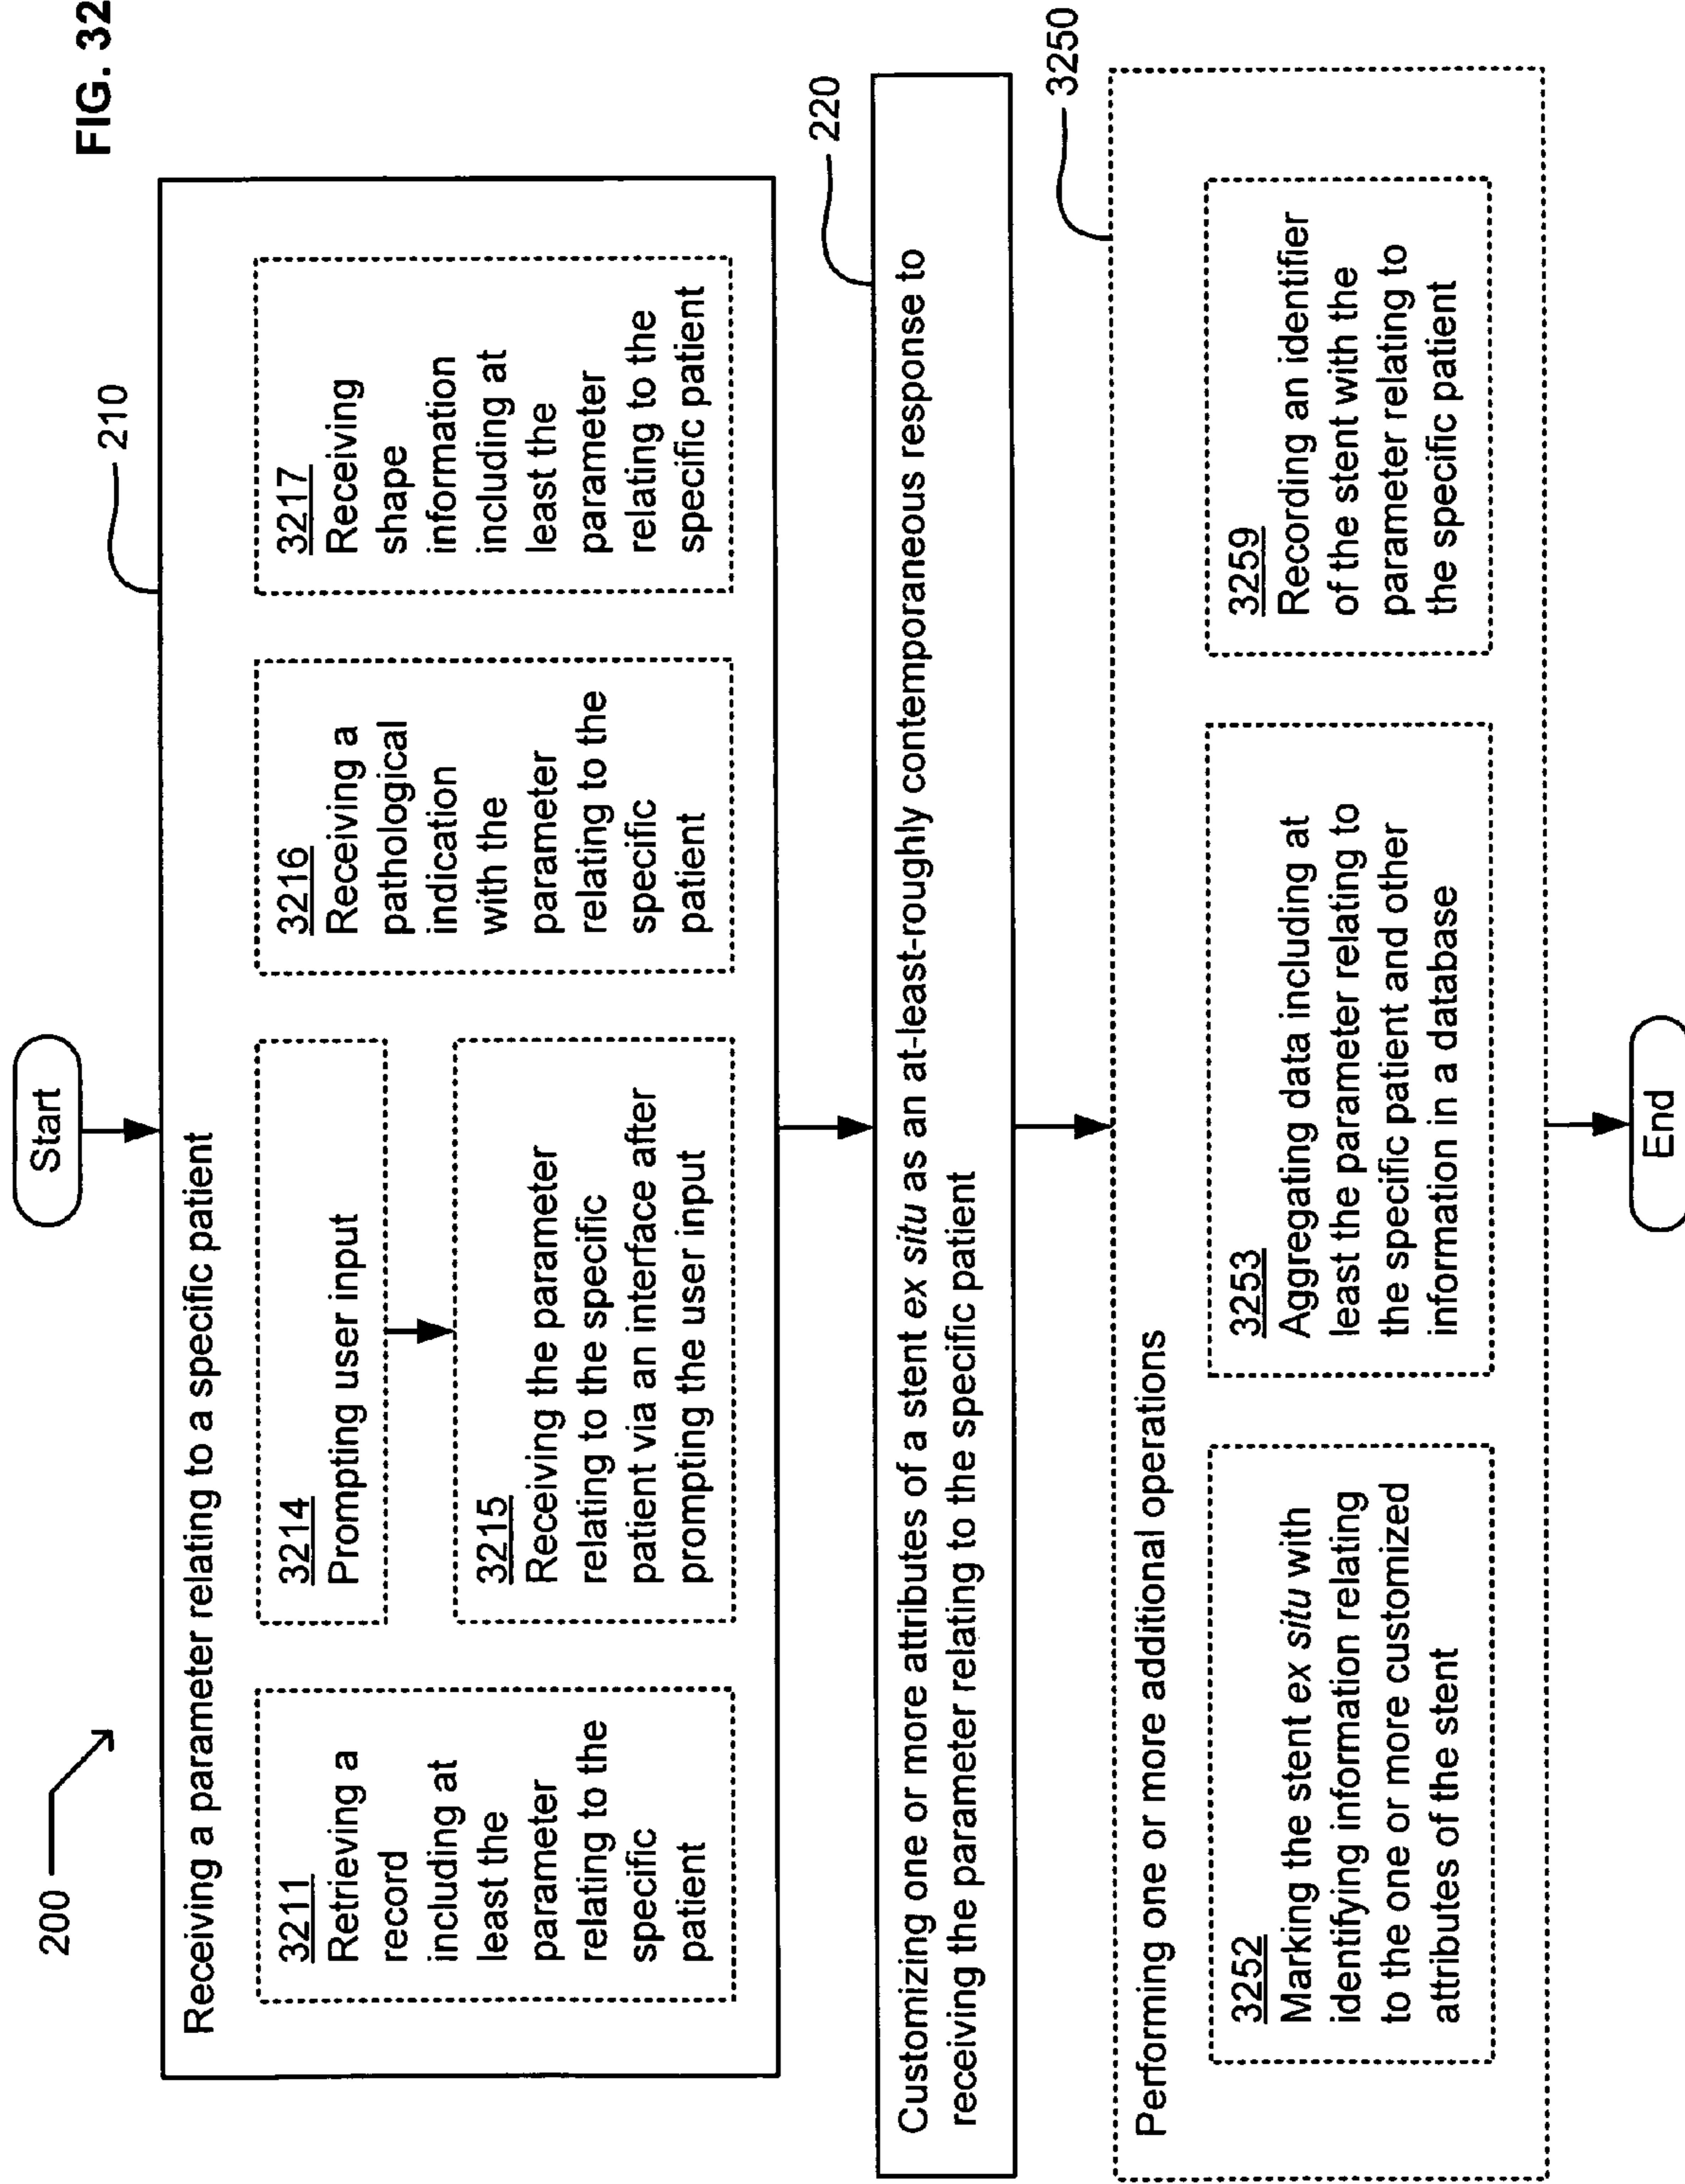 FIG. 32
200
Start
210
Receiving a parameter relating to a specific patient
3211
Retrieving a
record
including at
least the
parameter
relating to the
specific
patient
3214
Prompting user input
3215
Receiving the parameter
relating to the specific
patient via an interface after
prompting the user input
3216
Receiving a
pathological
indication
with the
parameter
relating to the
specific
patient
3217
Receiving
shape
information
including at
least the
parameter
relating to the
specific patient
220
Customizing one or more attributes of a stent ex situ as an at-least-roughly contemporaneous response to
receiving the parameter relating to the specific patient
3250
Performing one or more additional operations
3252
Marking the stent ex situ with
identifying information relating
to the one or more customized
attributes of the stent
3253
Aggregating data including at
least the parameter relating to
the specific patient and other
information in a database
3259
Recording an identifier
of the stent with the
parameter relating to
the specific patient
End